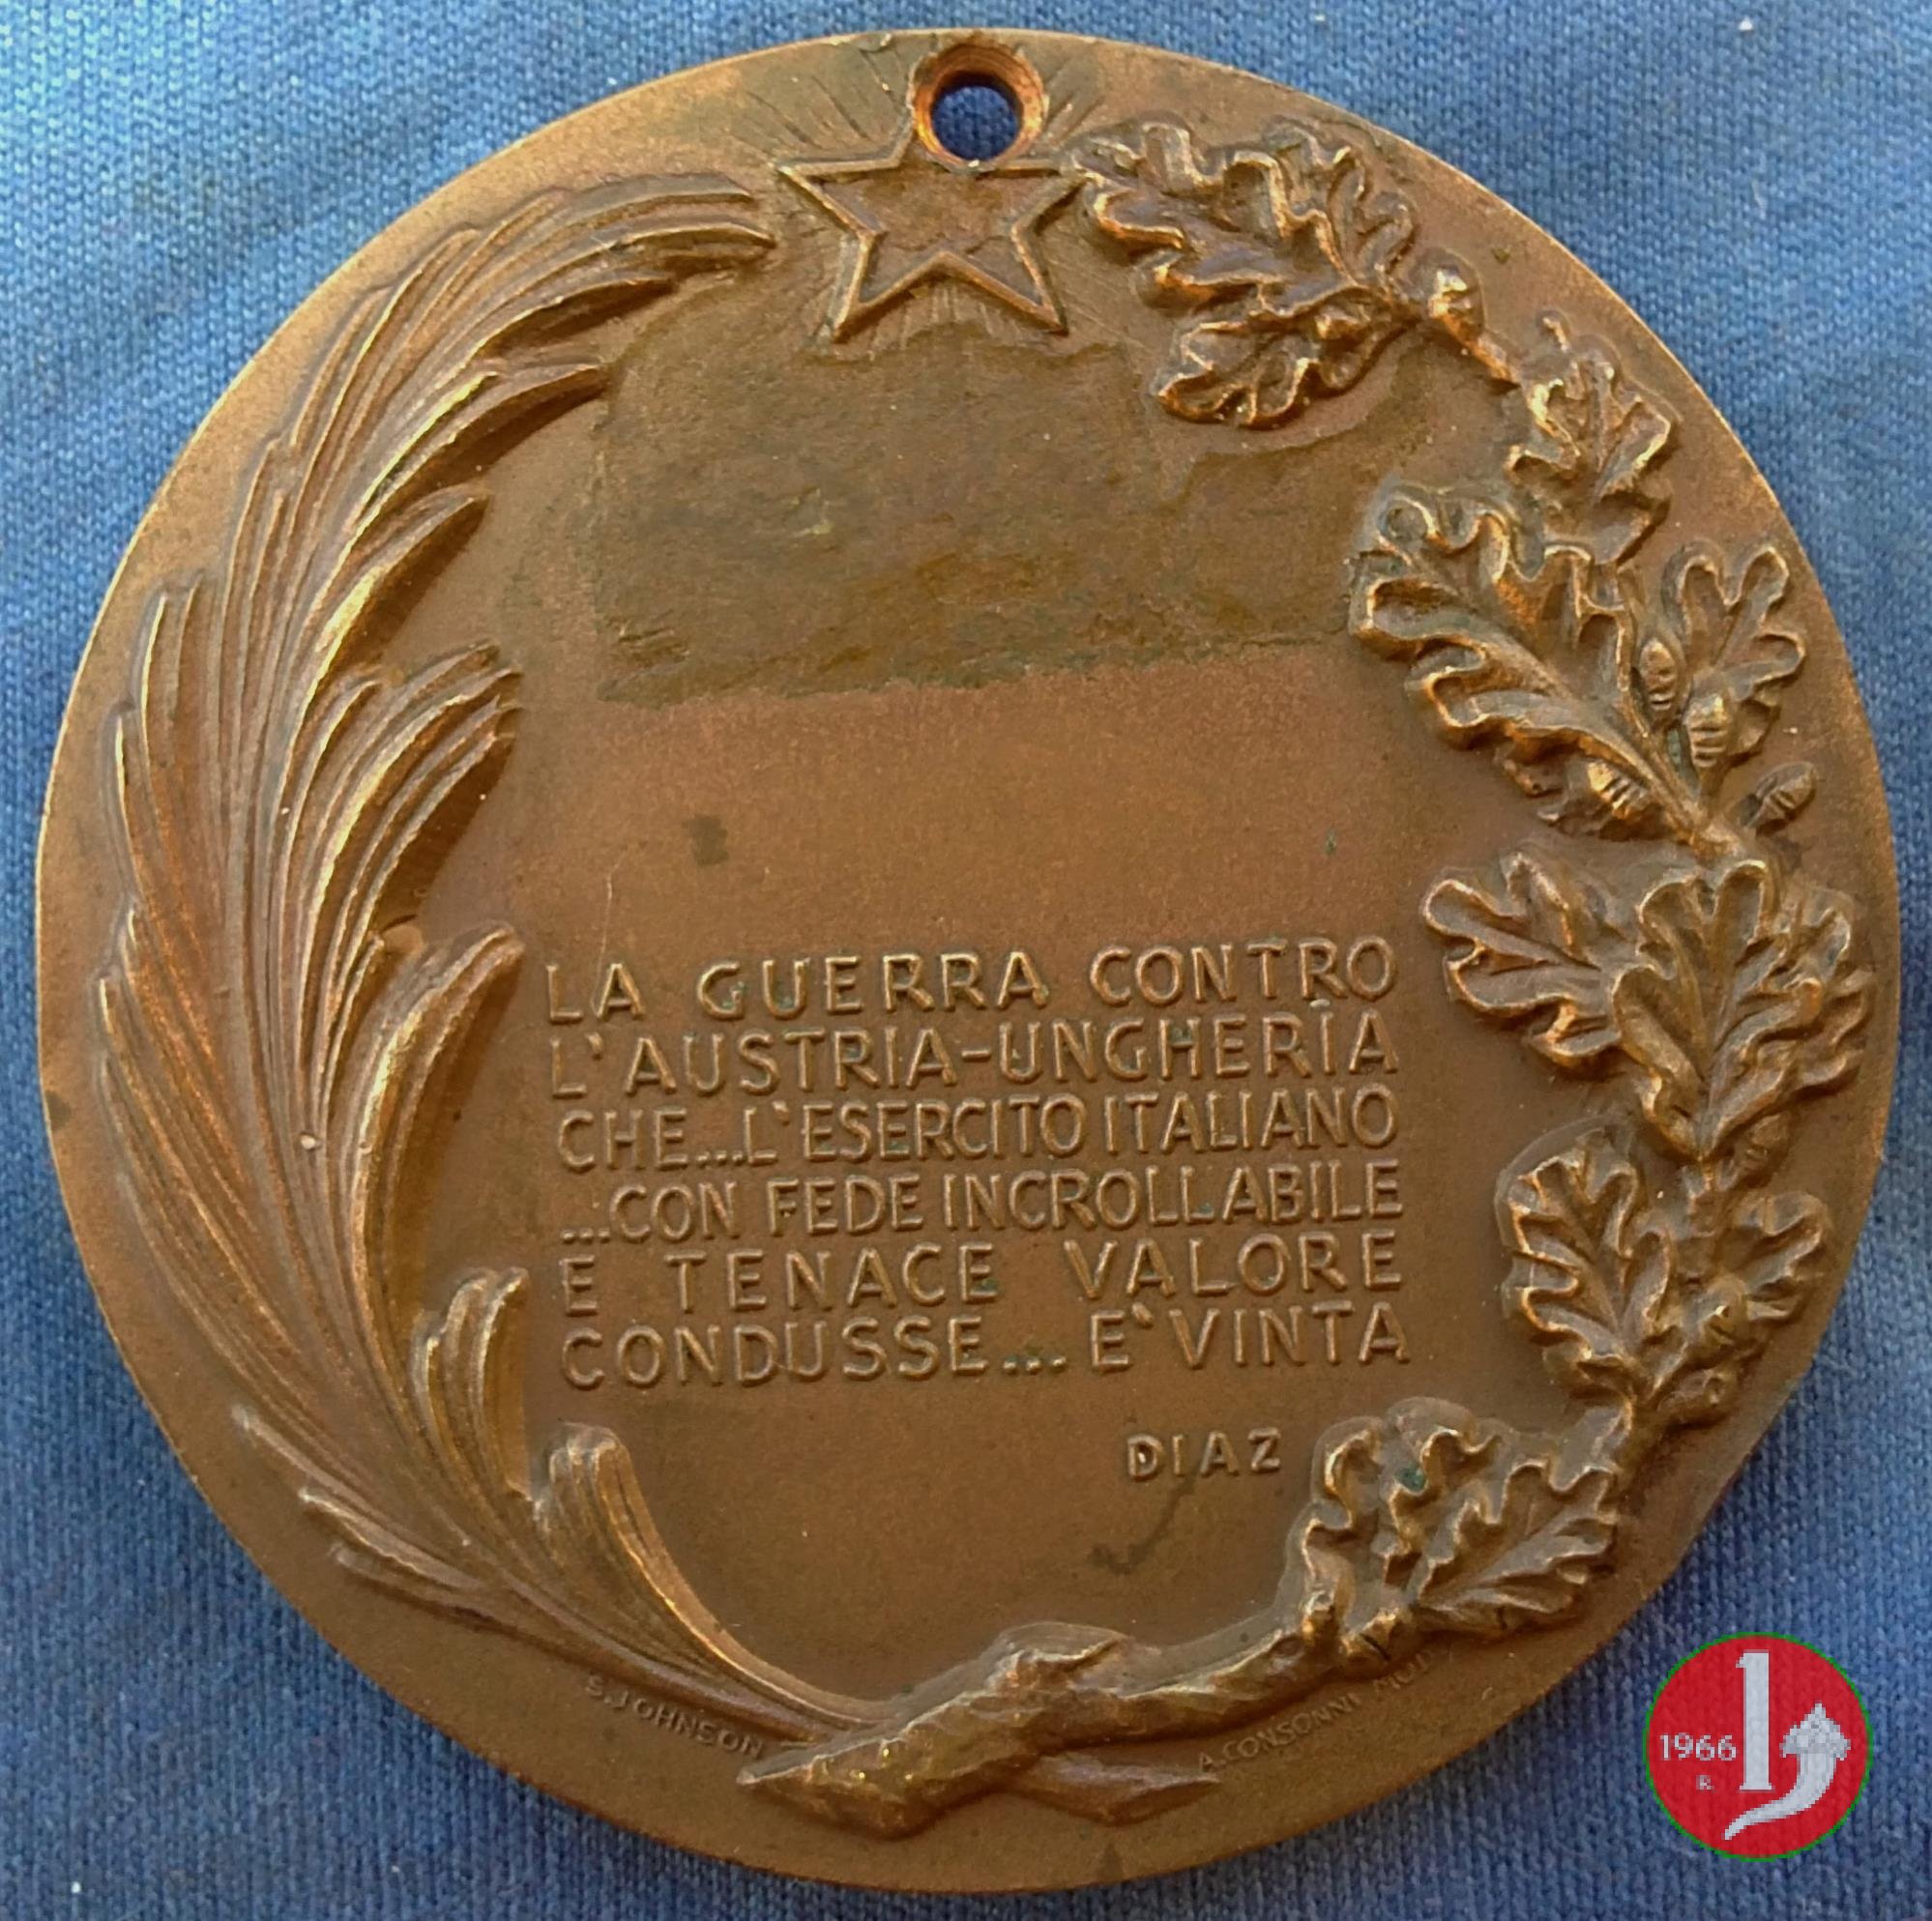 LA GUERRA CONTRO
L'AUSTRIA-UNGHERIA
CHE...L'ESERCITO ITALIANO
...CON FEDE INCROLLABILE
E TENACE VALORE
CONDUSSE... E' VINTA
DIAZ
S.JOHNSON
A.CONSONNI MOD.
1966
R.